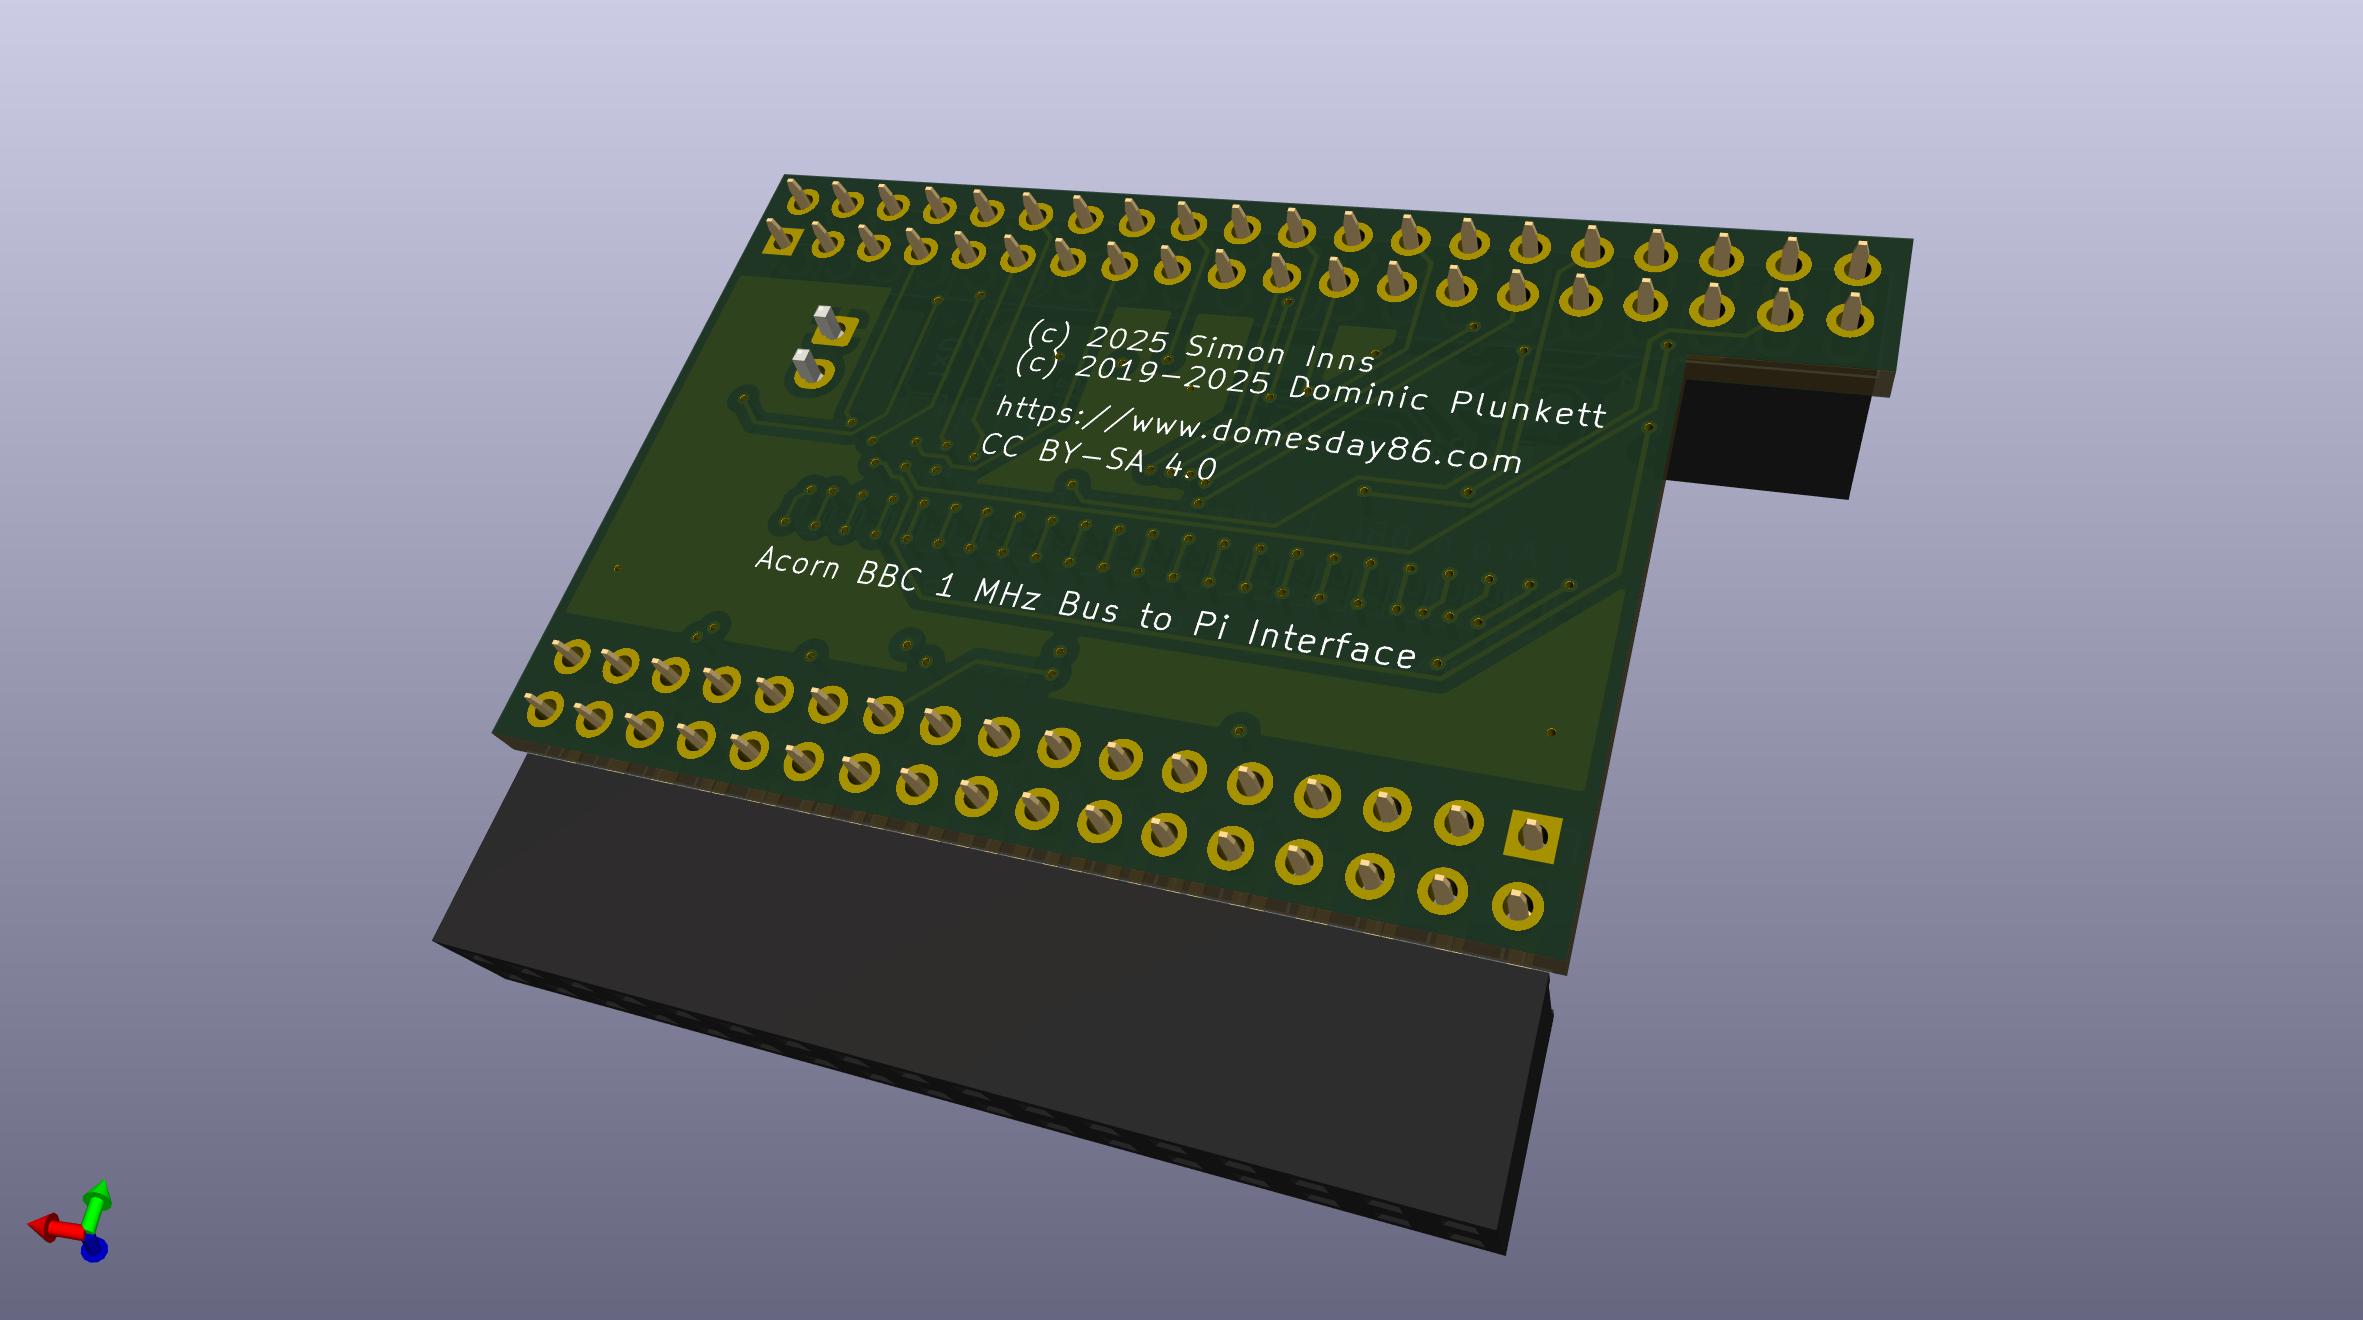 (c) 2025 Simon Inns
(c) 2019-2025 Dominic Plunkett
https://www.domesday86.com
CC BY-SA 4.0
Acorn BBC 1 MHz Bus to Pi Interface